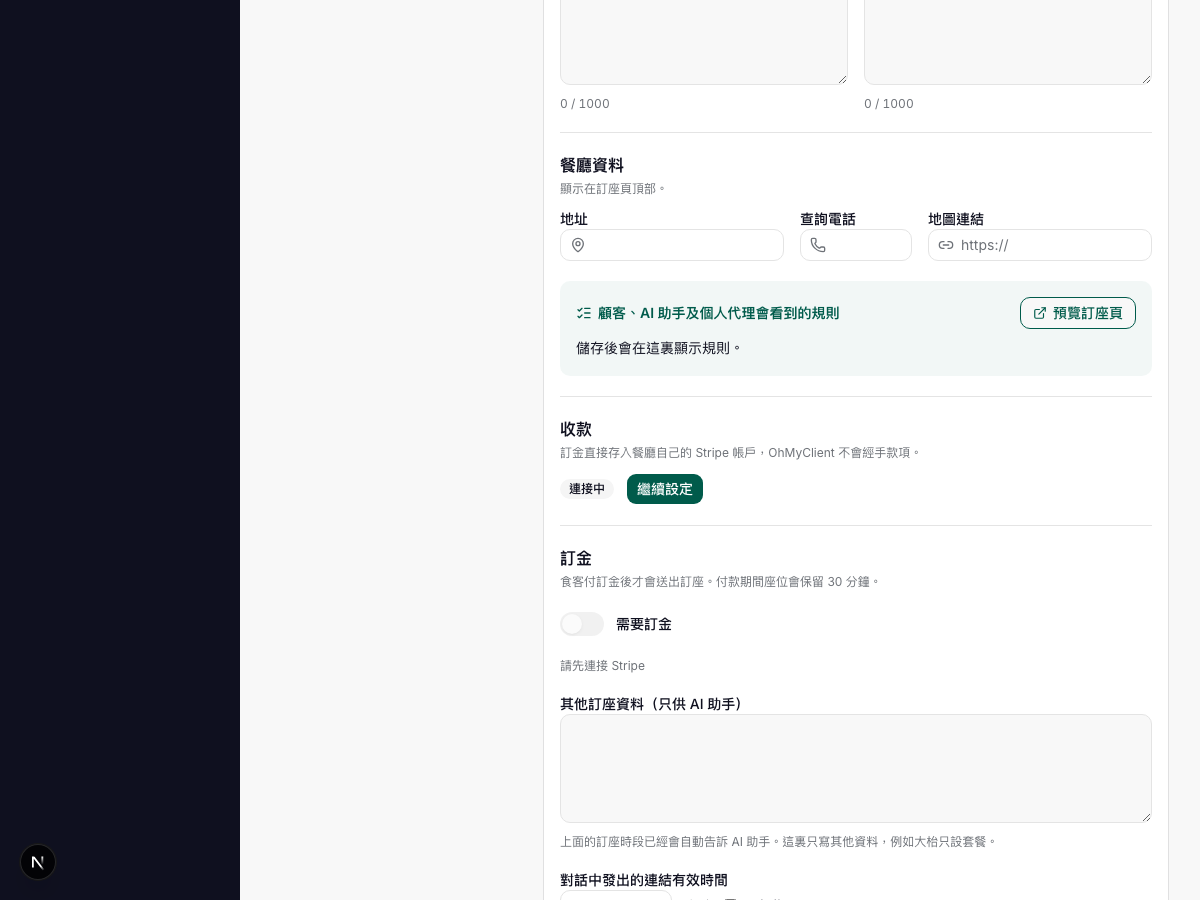 0 / 1000
0 / 1000
餐廳資料
顯示在訂座頁頂部。
地址
查詢電話
地圖連結
https://
顧客、AI 助手及個人代理會看到的規則
預覽訂座頁
儲存後會在這裏顯示規則。
收款
訂金直接存入餐廳自己的 Stripe 帳戶，OhMyClient 不會經手款項。
連接中
繼續設定
訂金
食客付訂金後才會送出訂座。付款期間座位會保留 30 分鐘。
需要訂金
請先連接 Stripe
其他訂座資料（只供 AI 助手）
上面的訂座時段已經會自動告訴 AI 助手。這裏只寫其他資料，例如大枱只設套餐。
N
對話中發出的連結有效時間